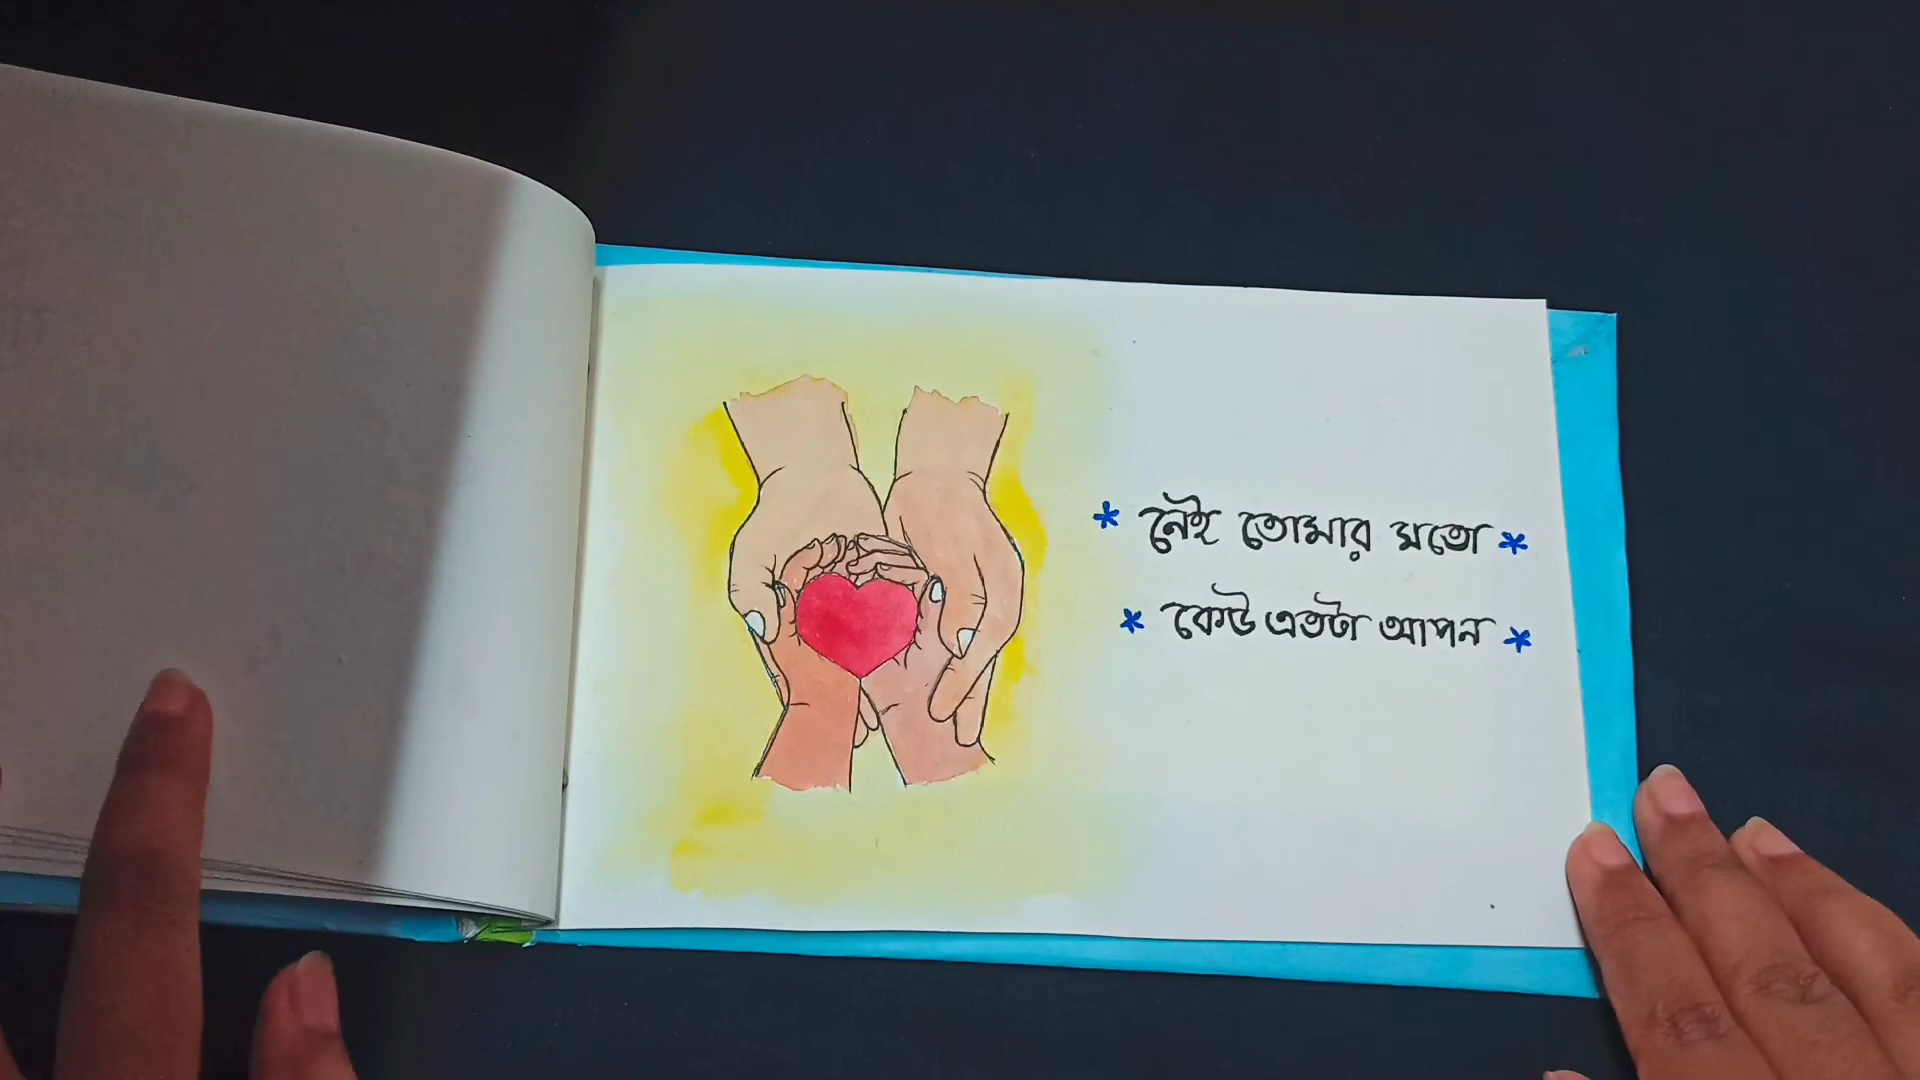 * নেই তোমার মতো *
* কেউ এতটা আপন *